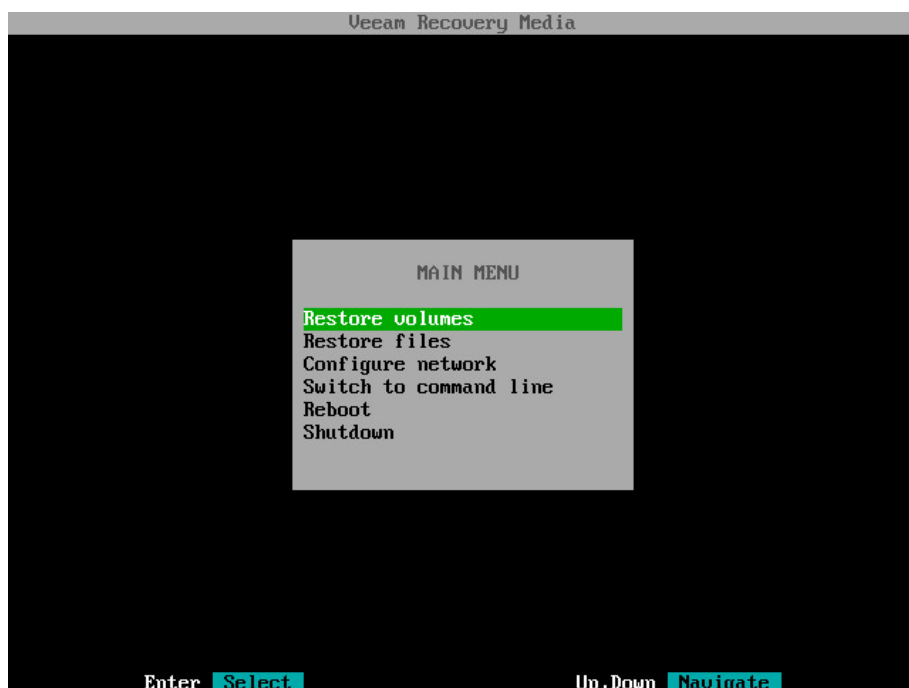 Veeam Recovery Media
MAIN MENU
Restore volumes
Restore files
Configure network
Switch to command line
Reboot
Shutdown
Enter Select Up,Down Navigate